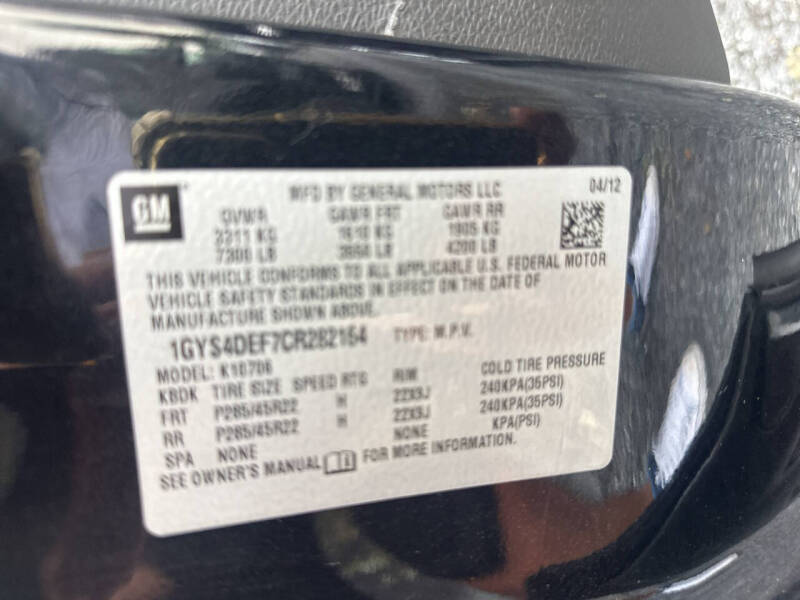 GM
MFD BY GENERAL MOTORS LLC 04/12
GVWR GAWR FRT GAWR RR
3311 KG 1610 KG 1905 KG
7300 LB 3550 LB 4200 LB
THIS VEHICLE CONFORMS TO ALL APPLICABLE U.S. FEDERAL MOTOR
VEHICLE SAFETY STANDARDS IN EFFECT ON THE DATE OF
MANUFACTURE SHOWN ABOVE.
1GYS4DEF7CR282154 TYPE: M.P.V.
MODEL: K10706
KBDK TIRE SIZE SPEED RTG RIM COLD TIRE PRESSURE
FRT P285/45R22 H 22X9J 240KPA(35PSI)
RR P285/45R22 H 22X9J 240KPA(35PSI)
SPA NONE NONE KPA(PSI)
SEE OWNER'S MANUAL FOR MORE INFORMATION.